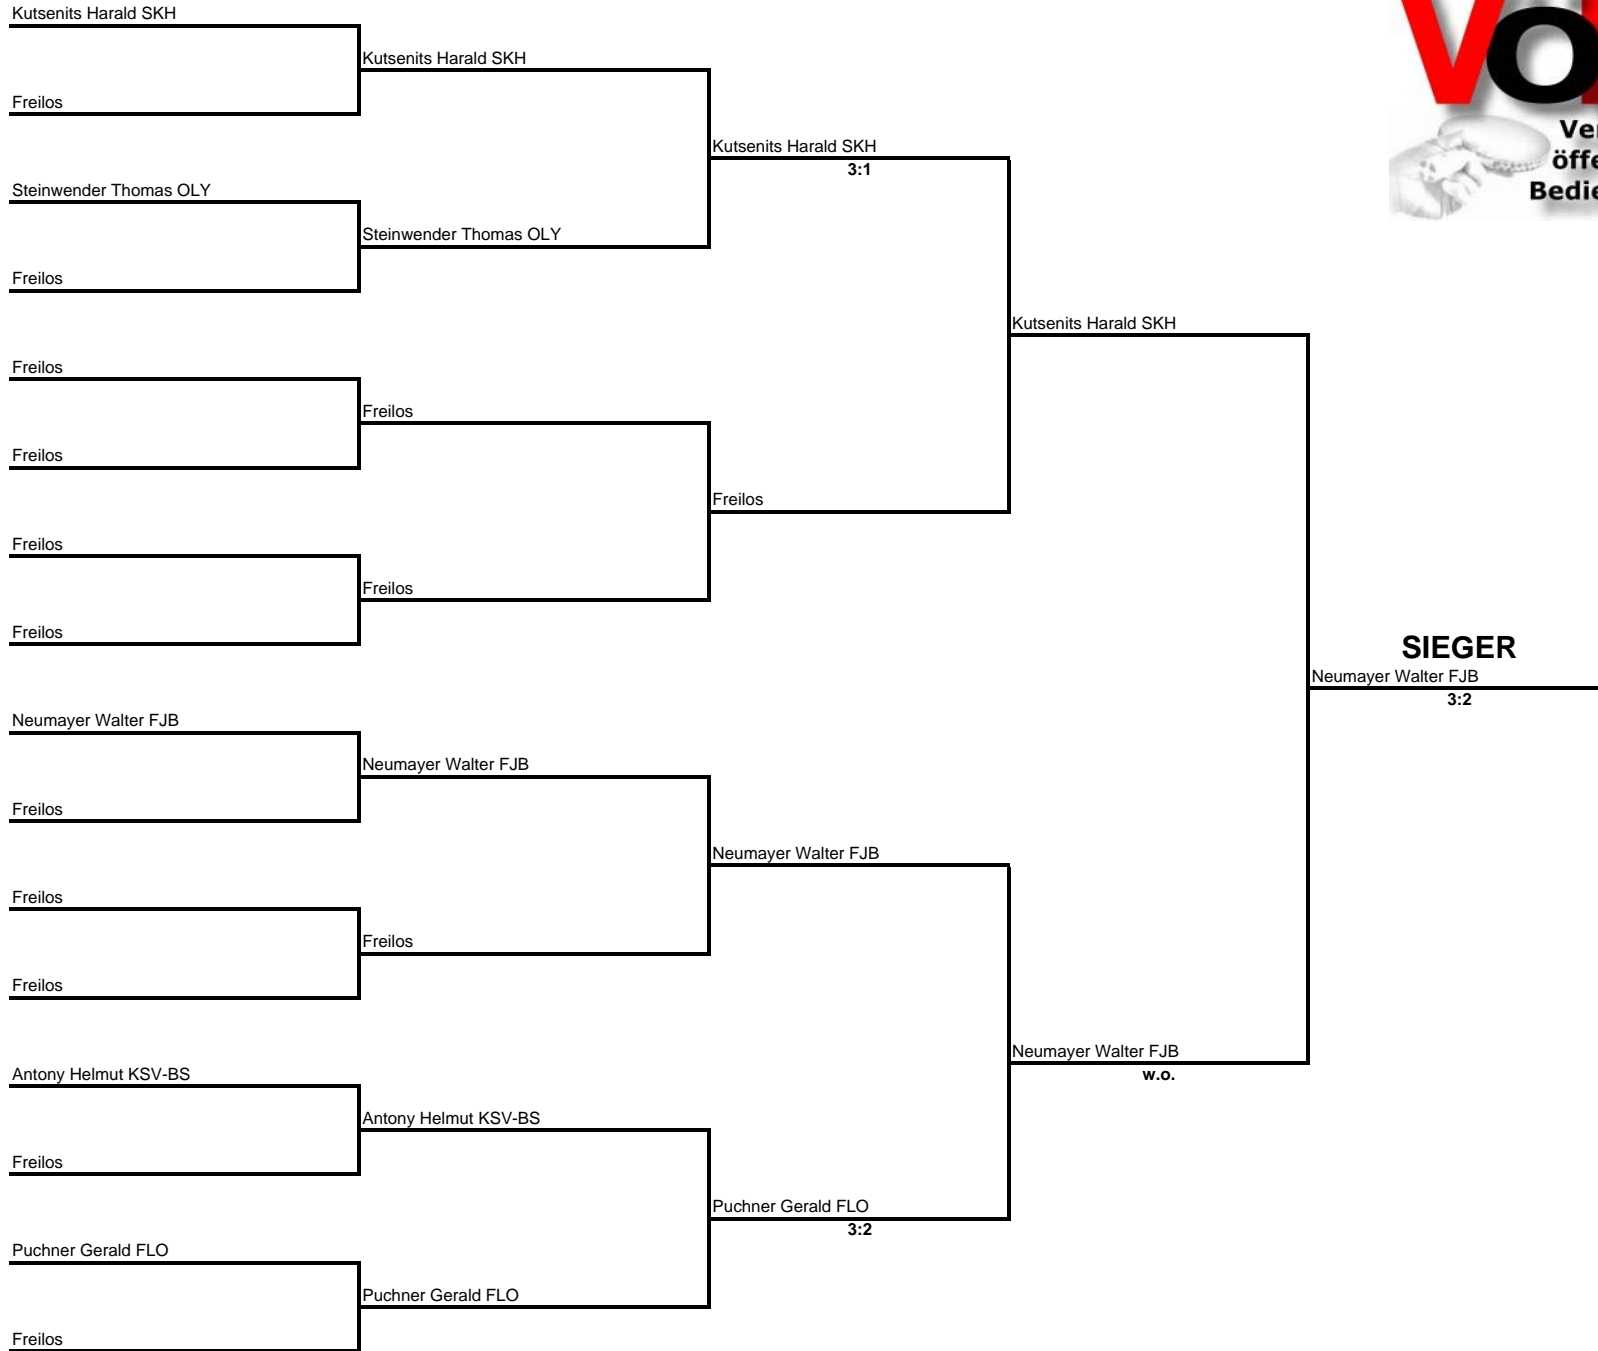 Kutsenits Harald SKH
Kutsenits Harald SKH
Freilos
Kutsenits Harald SKH
3:1
Steinwender Thomas OLY
Steinwender Thomas OLY
Freilos
Kutsenits Harald SKH
Freilos
Freilos
Freilos
Freilos
Freilos
Freilos
Freilos
SIEGER
Neumayer Walter FJB
3:2
Neumayer Walter FJB
Neumayer Walter FJB
Freilos
Neumayer Walter FJB
Freilos
Freilos
Freilos
Neumayer Walter FJB
w.o.
Antony Helmut KSV-BS
Antony Helmut KSV-BS
Freilos
Puchner Gerald FLO
3:2
Puchner Gerald FLO
Puchner Gerald FLO
Freilos